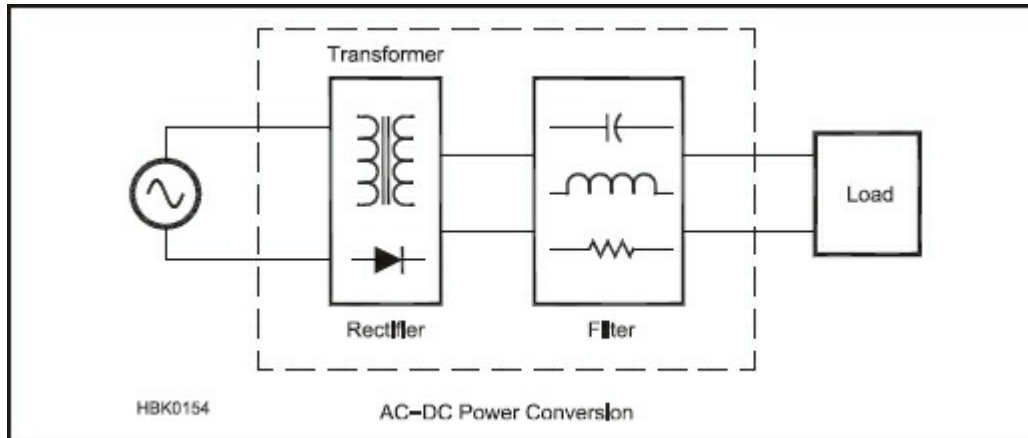 Transformer
Load
Rectifier
Filter
HBK0154
AC–DC Power Conversion